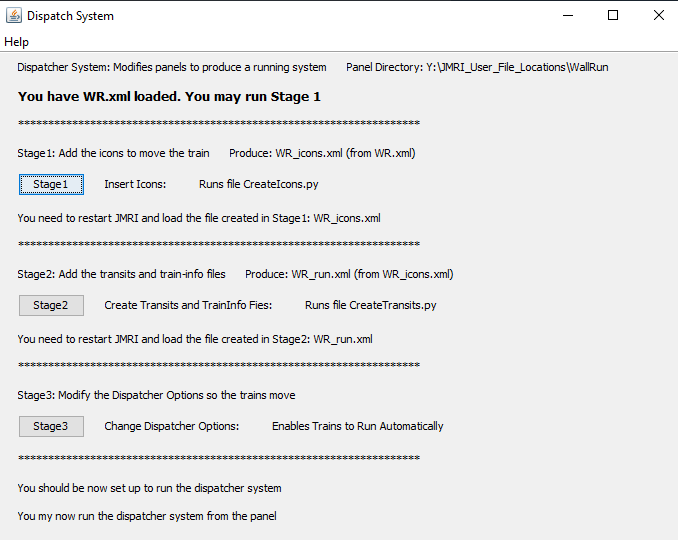 Dispatch System
Help
Dispatcher System: Modifies panels to produce a running system Panel Directory: Y:\JMRI_User_File_Locations\WallRun
You have WR.xml loaded. You may run Stage 1
*******************************************************************
Stage1: Add the icons to move the train Produce: WR_icons.xml (from WR.xml)
Stage1 Insert Icons: Runs file CreateIcons.py
You need to restart JMRI and load the file created in Stage1: WR_icons.xml
*******************************************************************
Stage2: Add the transits and train-info files Produce: WR_run.xml (from WR_icons.xml)
Stage2 Create Transits and TrainInfo Fies: Runs file CreateTransits.py
You need to restart JMRI and load the file created in Stage2: WR_run.xml
*******************************************************************
Stage3: Modify the Dispatcher Options so the trains move
Stage3 Change Dispatcher Options: Enables Trains to Run Automatically
*******************************************************************
You should be now set up to run the dispatcher system
You my now run the dispatcher system from the panel